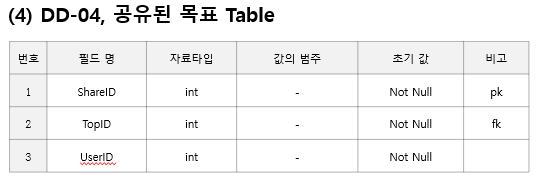 (4) DD-04, 공유된 목표 Table
번호 필드 명 자료타입 값의 범주 초기 값 비고
1 ShareID int - Not Null pk
2 TopID int - Not Null fk
3 UserID int - Not Null